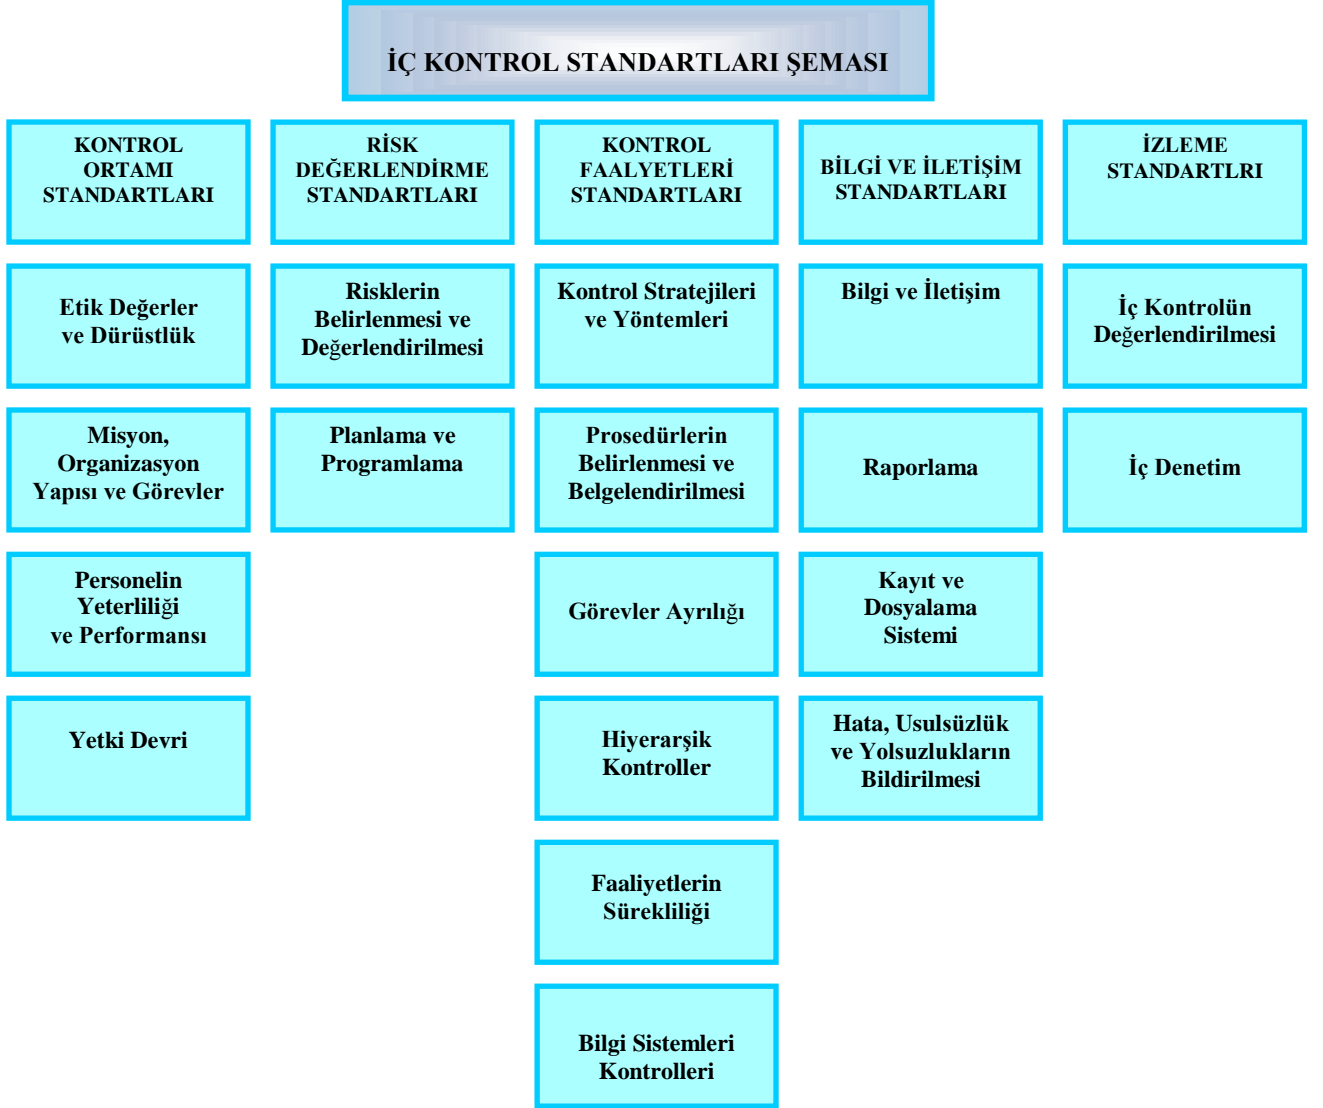 İÇ KONTROL STANDARTLARI ŞEMASI
KONTROL
ORTAMI
STANDARTLARI
RİSK
DEĞERLENDİRME
STANDARTLARI
KONTROL
FAALYETLERİ
STANDARTLARI
BİLGİ VE İLETİŞİM
STANDARTLARI
İZLEME
STANDARTLRI
Etik Değerler
ve Dürüstlük
Risklerin
Belirlenmesi ve
Değerlendirilmesi
Kontrol Stratejileri
ve Yöntemleri
Bilgi ve İletişim
İç Kontrolün
Değerlendirilmesi
Misyon,
Organizasyon
Yapısı ve Görevler
Planlama ve
Programlama
Prosedürlerin
Belirlenmesi ve
Belgelendirilmesi
Raporlama
İç Denetim
Personelin
Yeterliliği
ve Performansı
Görevler Ayrılığı
Kayıt ve
Dosyalama
Sistemi
Yetki Devri
Hiyerarşik
Kontroller
Hata, Usulsüzlük
ve Yolsuzlukların
Bildirilmesi
Faaliyetlerin
Sürekliliği
Bilgi Sistemleri
Kontrolleri